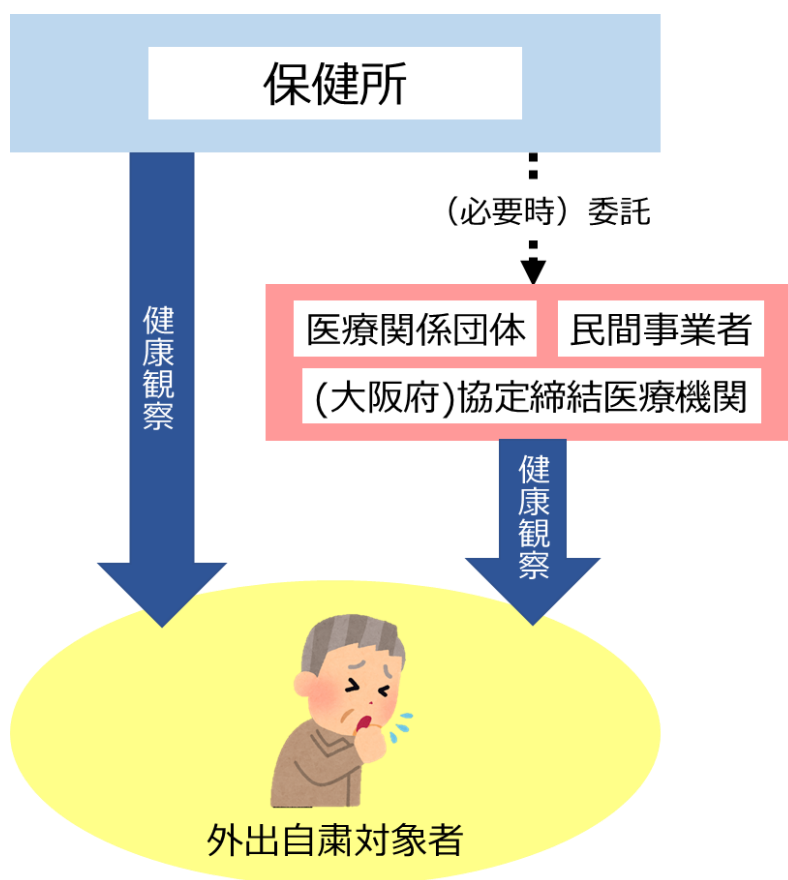 保健所
(必要時)委託
医療関係団体
民間事業者
(大阪府)協定締結医療機関
健康観察
健康観察
外出自粛対象者